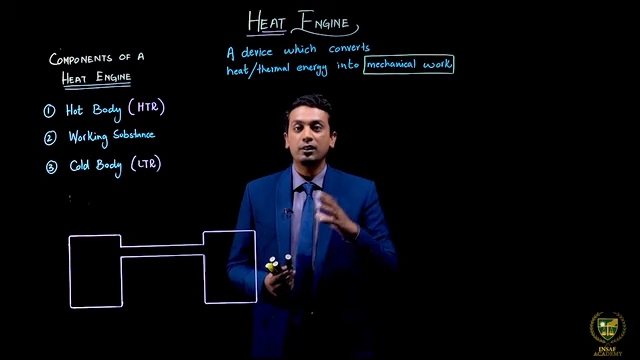 HEAT ENGINE
A device which converts
heat/thermal energy into mechanical work
COMPONENTS OF A
HEAT ENGINE
① Hot Body (HTR)
② Working Substance
③ Cold Body (LTR)
INSAF
ACADEMY